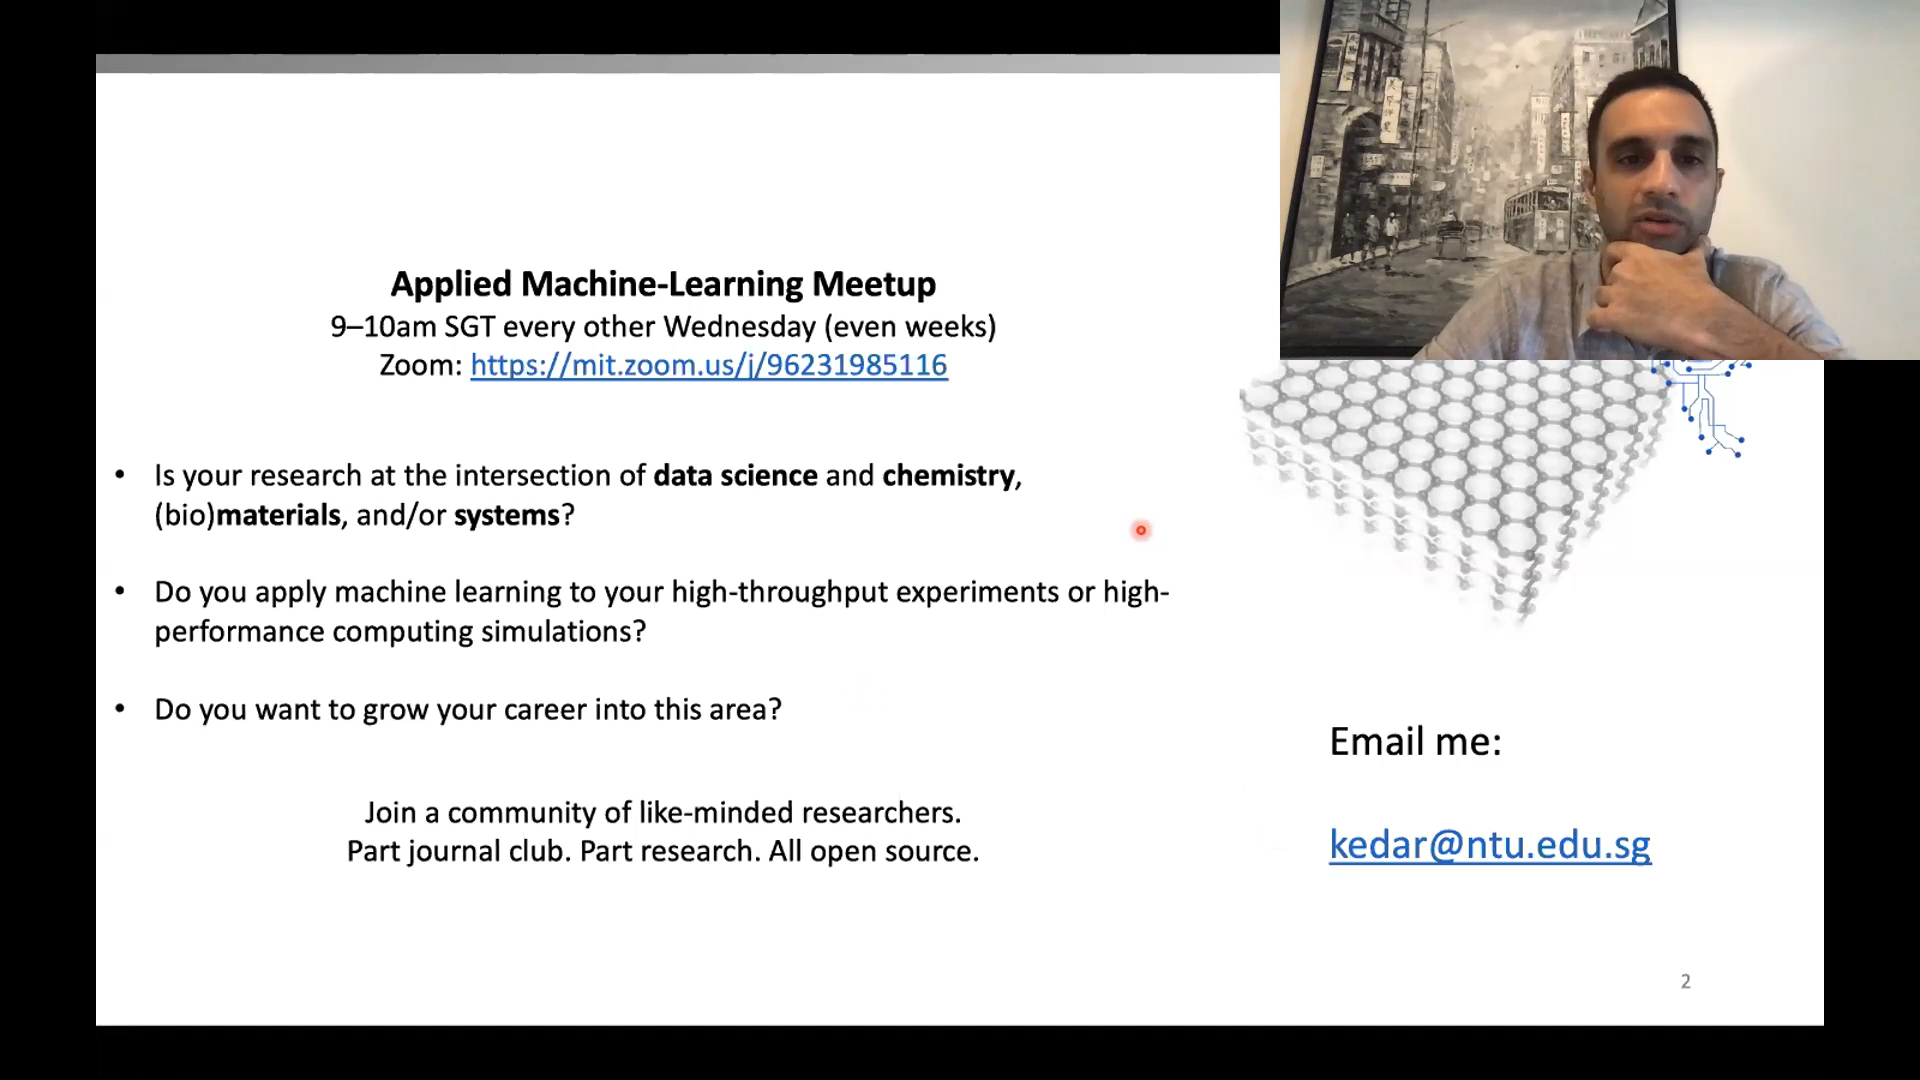 Applied Machine-Learning Meetup
9–10am SGT every other Wednesday (even weeks)
Zoom: https://mit.zoom.us/j/96231985116
• Is your research at the intersection of data science and chemistry,
(bio)materials, and/or systems?
• Do you apply machine learning to your high-throughput experiments or high-
performance computing simulations?
• Do you want to grow your career into this area?
Join a community of like-minded researchers.
Part journal club. Part research. All open source.
Email me:
kedar@ntu.edu.sg
2